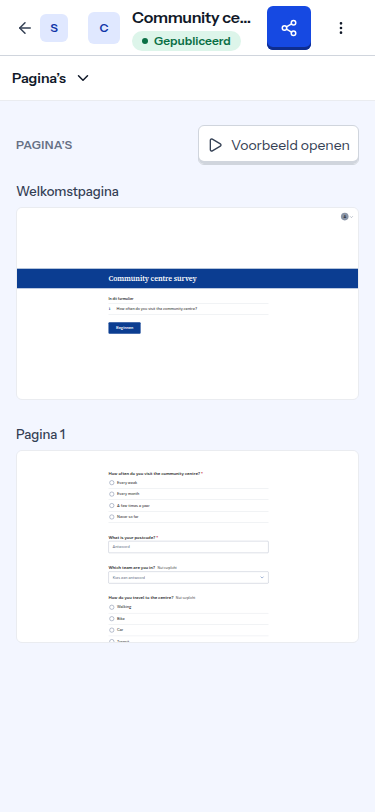 S
C
Community ce...
Gepubliceerd
Pagina's
PAGINA'S
Voorbeeld openen
Welkomstpagina
Community centre survey
In dit formulier
1 How often do you visit the community centre?
Beginnen
Pagina 1
How often do you visit the community centre? *
Every week
Every month
A few times a year
Never so far
What is your postcode? *
Antwoord
Which team are you in?
How do you travel to the centre?
Walking
Bike
Car